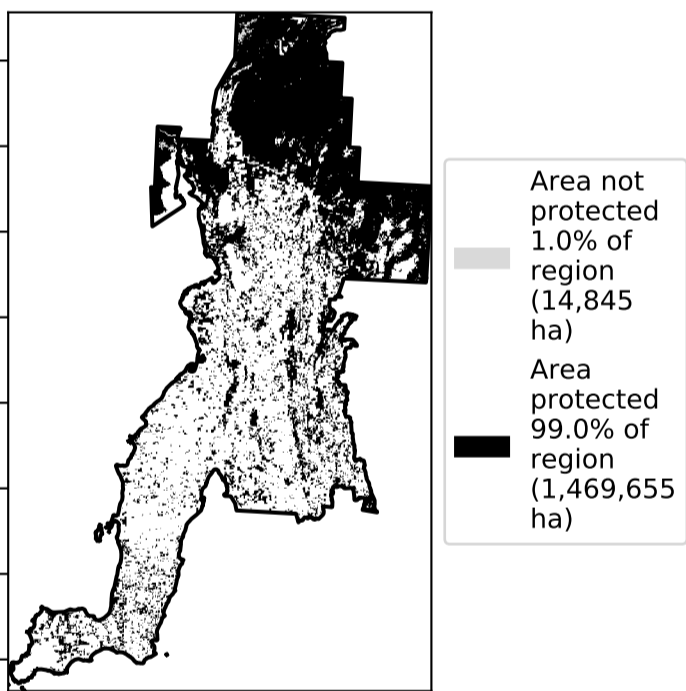 Area not
protected
1.0% of
region
(14,845
ha)
Area
protected
99.0% of
region
(1,469,655
ha)